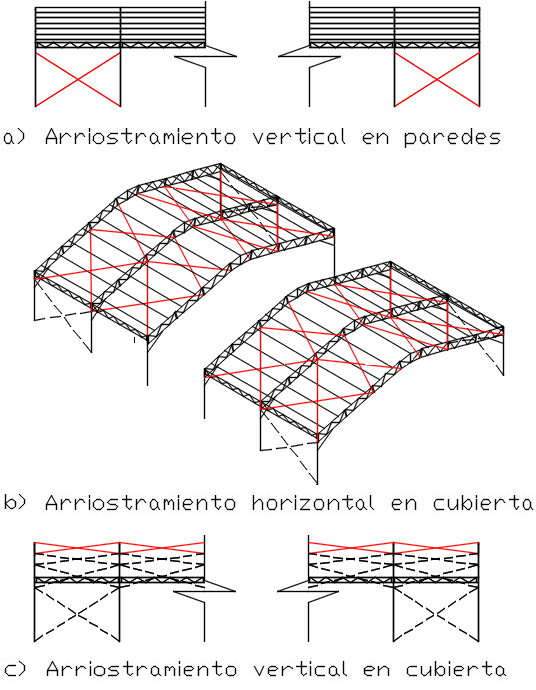 a) Arriostramiento vertical en paredes
b) Arriostramiento horizontal en cubierta
c) Arriostramiento vertical en cubierta